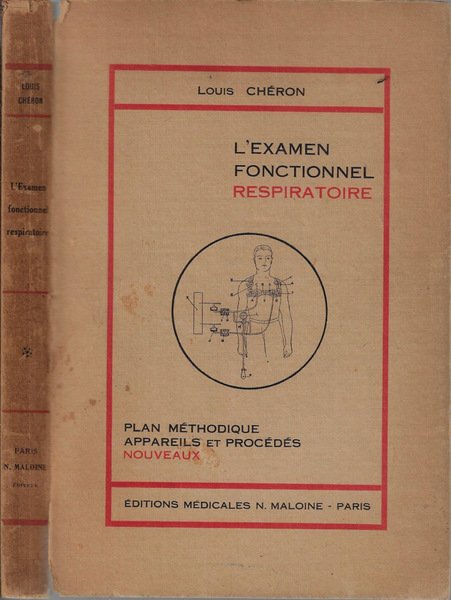 LOUIS
CHÉRON
L'Examen
fonctionnel
respiratoire
PARIS
N. MALOINE
ÉDITEUR
LOUIS CHÉRON
L'EXAMEN
FONCTIONNEL
RESPIRATOIRE
PLAN MÉTHODIQUE
APPAREILS ET PROCÉDÉS
NOUVEAUX
ÉDITIONS MÉDICALES N. MALOINE - PARIS